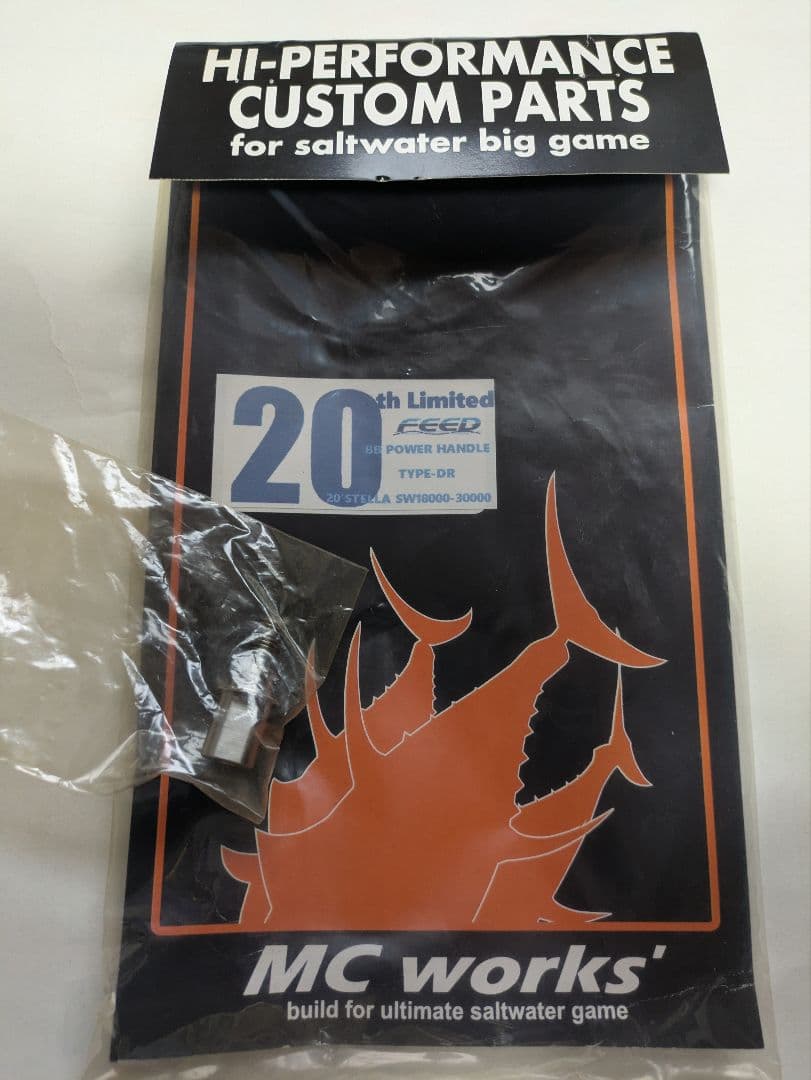 HI-PERFORMANCE
CUSTOM PARTS
for saltwater big game
20th Limited
FEED
BB POWER HANDLE
TYPE-DR
20'STELLA SW18000-30000
MC works'
build for ultimate saltwater game